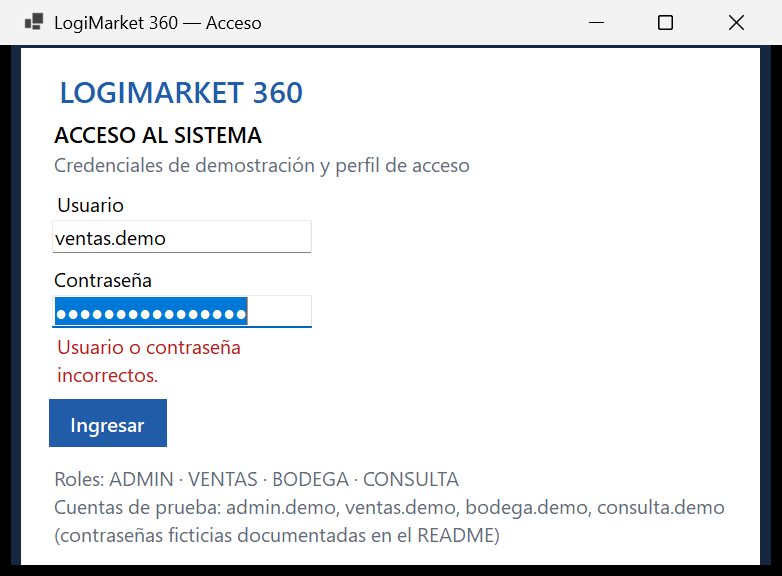 LogiMarket 360 — Acceso
LOGIMARKET 360
ACCESO AL SISTEMA
Credenciales de demostración y perfil de acceso
Usuario
ventas.demo
Contraseña
●●●●●●●●●●●●●●●●
Usuario o contraseña
incorrectos.
Ingresar
Roles: ADMIN · VENTAS · BODEGA · CONSULTA
Cuentas de prueba: admin.demo, ventas.demo, bodega.demo, consulta.demo
(contraseñas ficticias documentadas en el README)